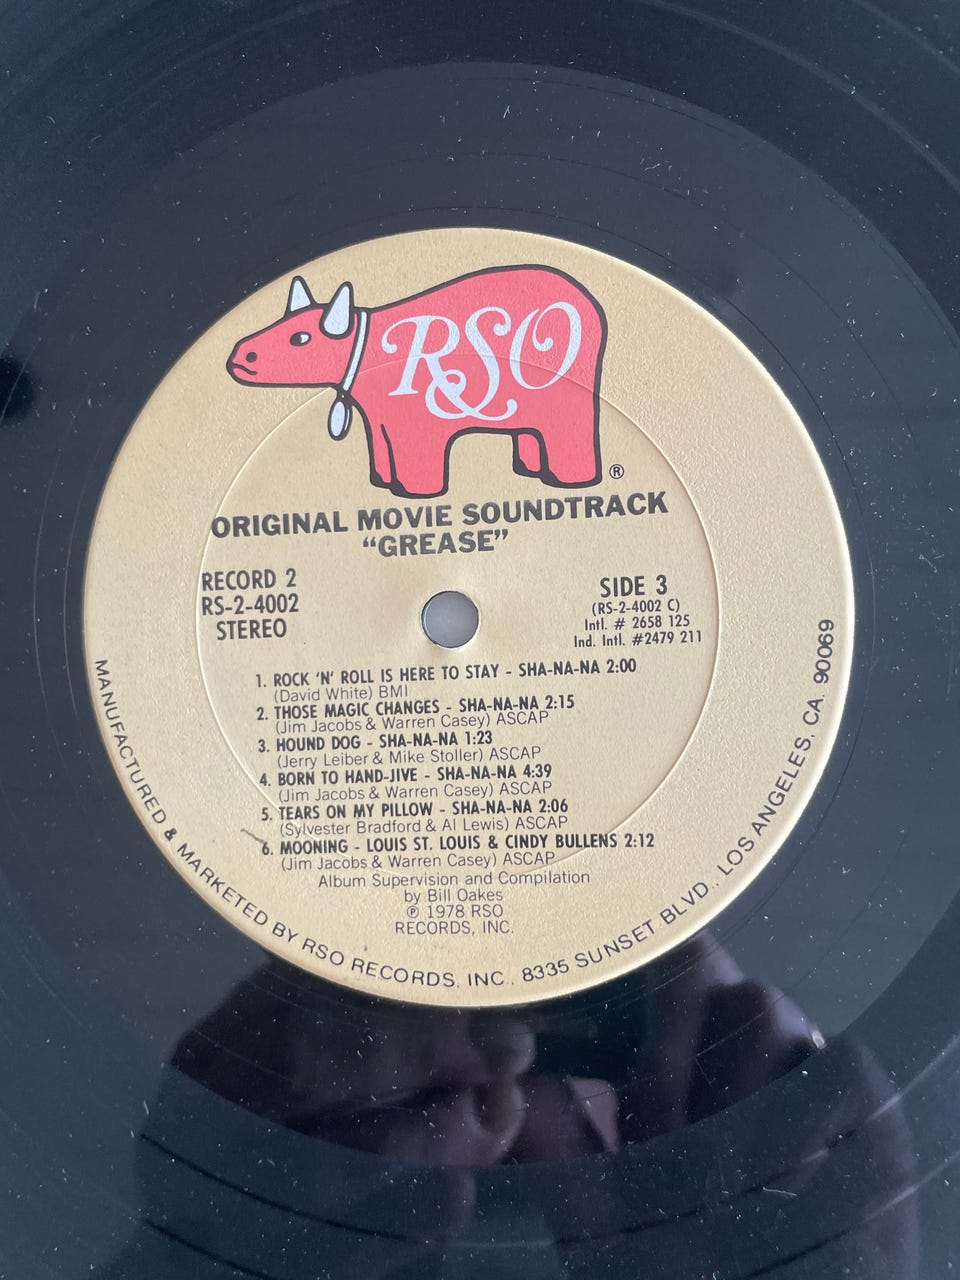 RSO
®
ORIGINAL MOVIE SOUNDTRACK
“GREASE”
RECORD 2
RS-2-4002
STEREO
SIDE 3
(RS-2-4002 C)
Intl. # 2658 125
Ind. Intl. #2479 211
1. ROCK 'N' ROLL IS HERE TO STAY - SHA-NA-NA 2:00
(David White) BMI
2. THOSE MAGIC CHANGES - SHA-NA-NA 2:15
(Jim Jacobs & Warren Casey) ASCAP
3. HOUND DOG - SHA-NA-NA 1:23
(Jerry Leiber & Mike Stoller) ASCAP
4. BORN TO HAND-JIVE - SHA-NA-NA 4:39
(Jim Jacobs & Warren Casey) ASCAP
5. TEARS ON MY PILLOW - SHA-NA-NA 2:06
(Sylvester Bradford & Al Lewis) ASCAP
6. MOONING - LOUIS ST. LOUIS & CINDY BULLENS 2:12
(Jim Jacobs & Warren Casey) ASCAP
Album Supervision and Compilation
by Bill Oakes
℗ 1978 RSO
RECORDS, INC.
MANUFACTURED & MARKETED BY RSO RECORDS, INC., 8335 SUNSET BLVD., LOS ANGELES, CA. 90069